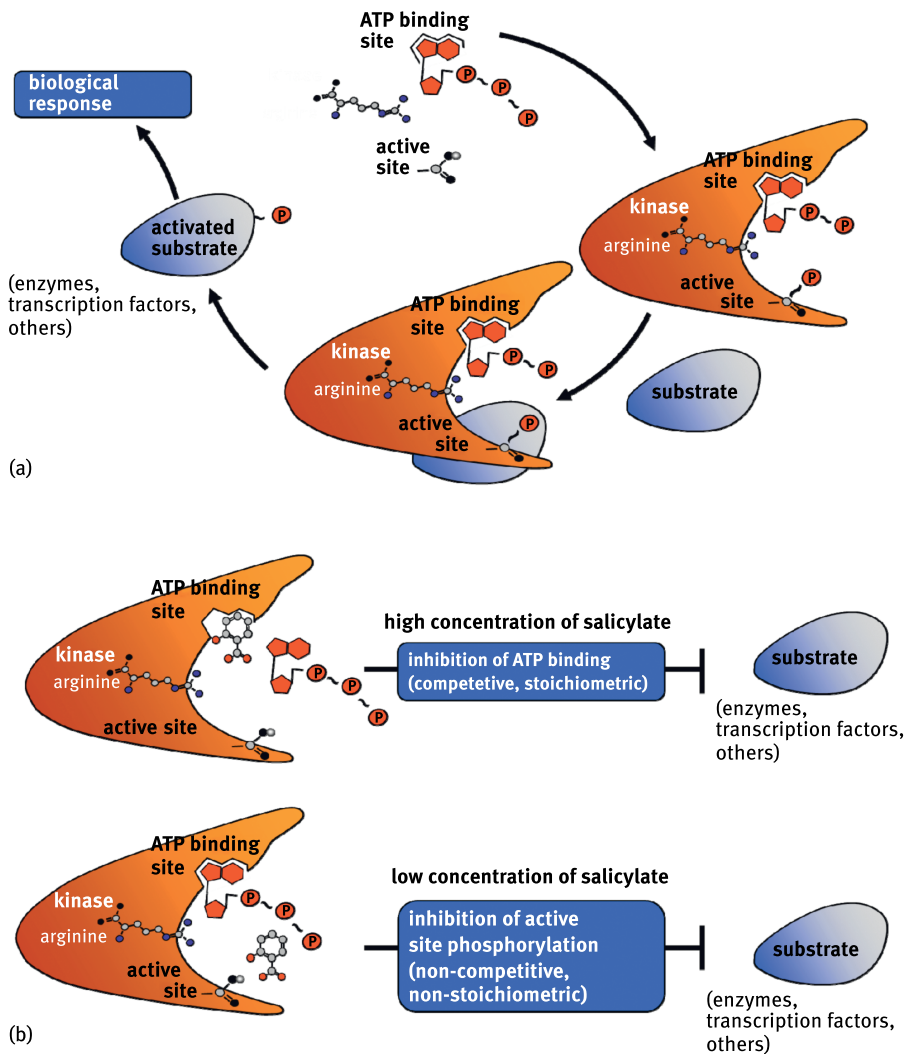 ATP binding
site
P
P
P
biological
response
active
site
activated
substrate
P
(enzymes,
transcription factors,
others)
ATP binding
site
kinase
arginine
P
P
P
active
site
ATP binding
site
kinase
arginine
P
P
P
active
site
substrate
(a)
ATP binding
site
kinase
arginine
active site
P
P
P
high concentration of salicylate
inhibition of ATP binding
(competetive, stoichiometric)
substrate
(enzymes,
transcription factors,
others)
ATP binding
site
kinase
arginine
P
P
P
active
site
low concentration of salicylate
inhibition of active
site phosphorylation
(non-competitive,
non-stoichiometric)
substrate
(enzymes,
transcription factors,
others)
(b)